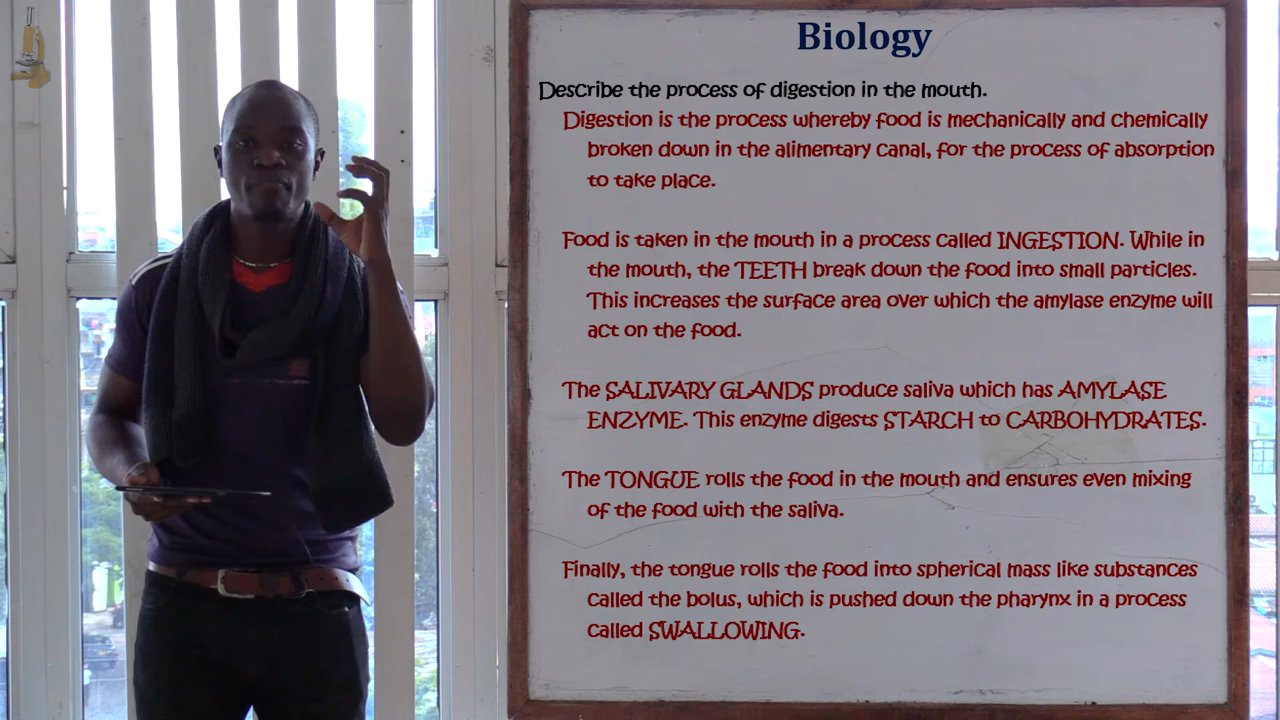 Biology
Describe the process of digestion in the mouth.
Digestion is the process whereby food is mechanically and chemically
broken down in the alimentary canal, for the process of absorption
to take place.
Food is taken in the mouth in a process called INGESTION. While in
the mouth, the TEETH break down the food into small particles.
This increases the surface area over which the amylase enzyme will
act on the food.
The SALIVARY GLANDS produce saliva which has AMYLASE
ENZYME. This enzyme digests STARCH to CARBOHYDRATES.
The TONGUE rolls the food in the mouth and ensures even mixing
of the food with the saliva.
Finally, the tongue rolls the food into spherical mass like substances
called the bolus, which is pushed down the pharynx in a process
called SWALLOWING.